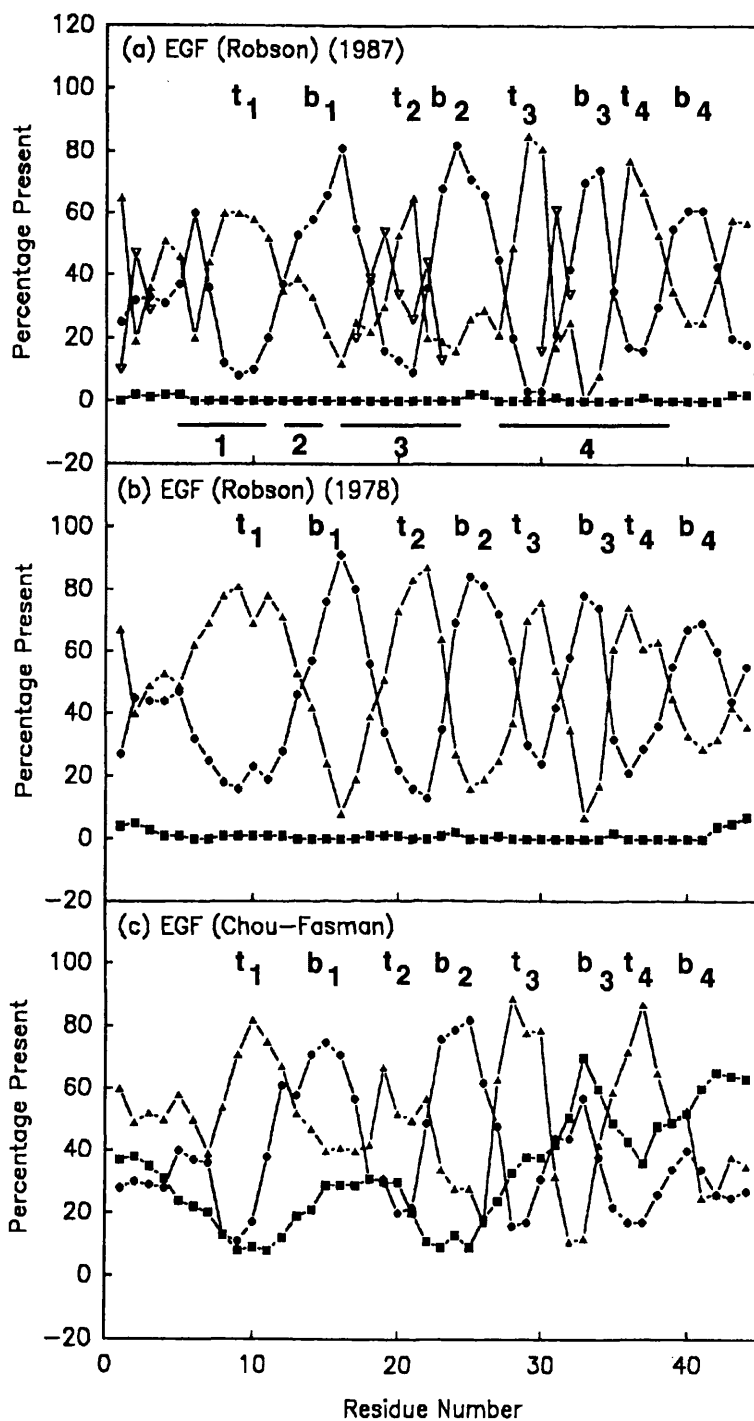 120
(a) EGF (Robson) (1987)
100
t1 b1 t2 b2 t3 b3 t4 b4
80
60
40
20
0
1 2 3 4
-20
Percentage Present
(b) EGF (Robson) (1978)
100
t1 b1 t2 b2 t3 b3 t4 b4
80
60
40
20
0
-20
Percentage Present
(c) EGF (Chou-Fasman)
100
t1 b1 t2 b2 t3 b3 t4 b4
80
60
40
20
0
-20
Percentage Present
0 10 20 30 40
Residue Number